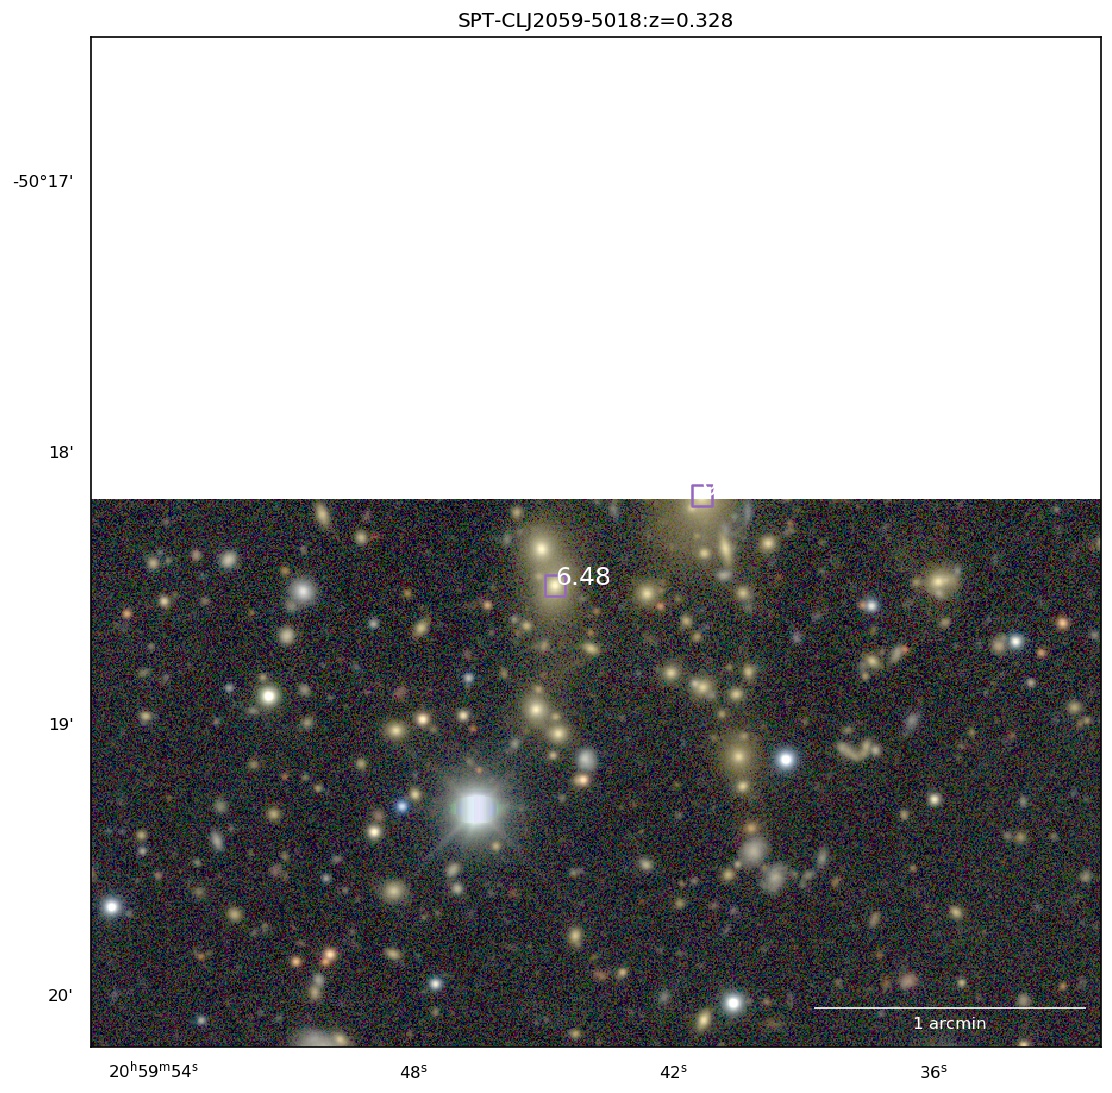 SPT-CLJ2059-5018:z=0.328
-50°17'
18'
6.48
19'
20'
1 arcmin
20ʰ59ᵐ54ˢ 48ˢ 42ˢ 36ˢ